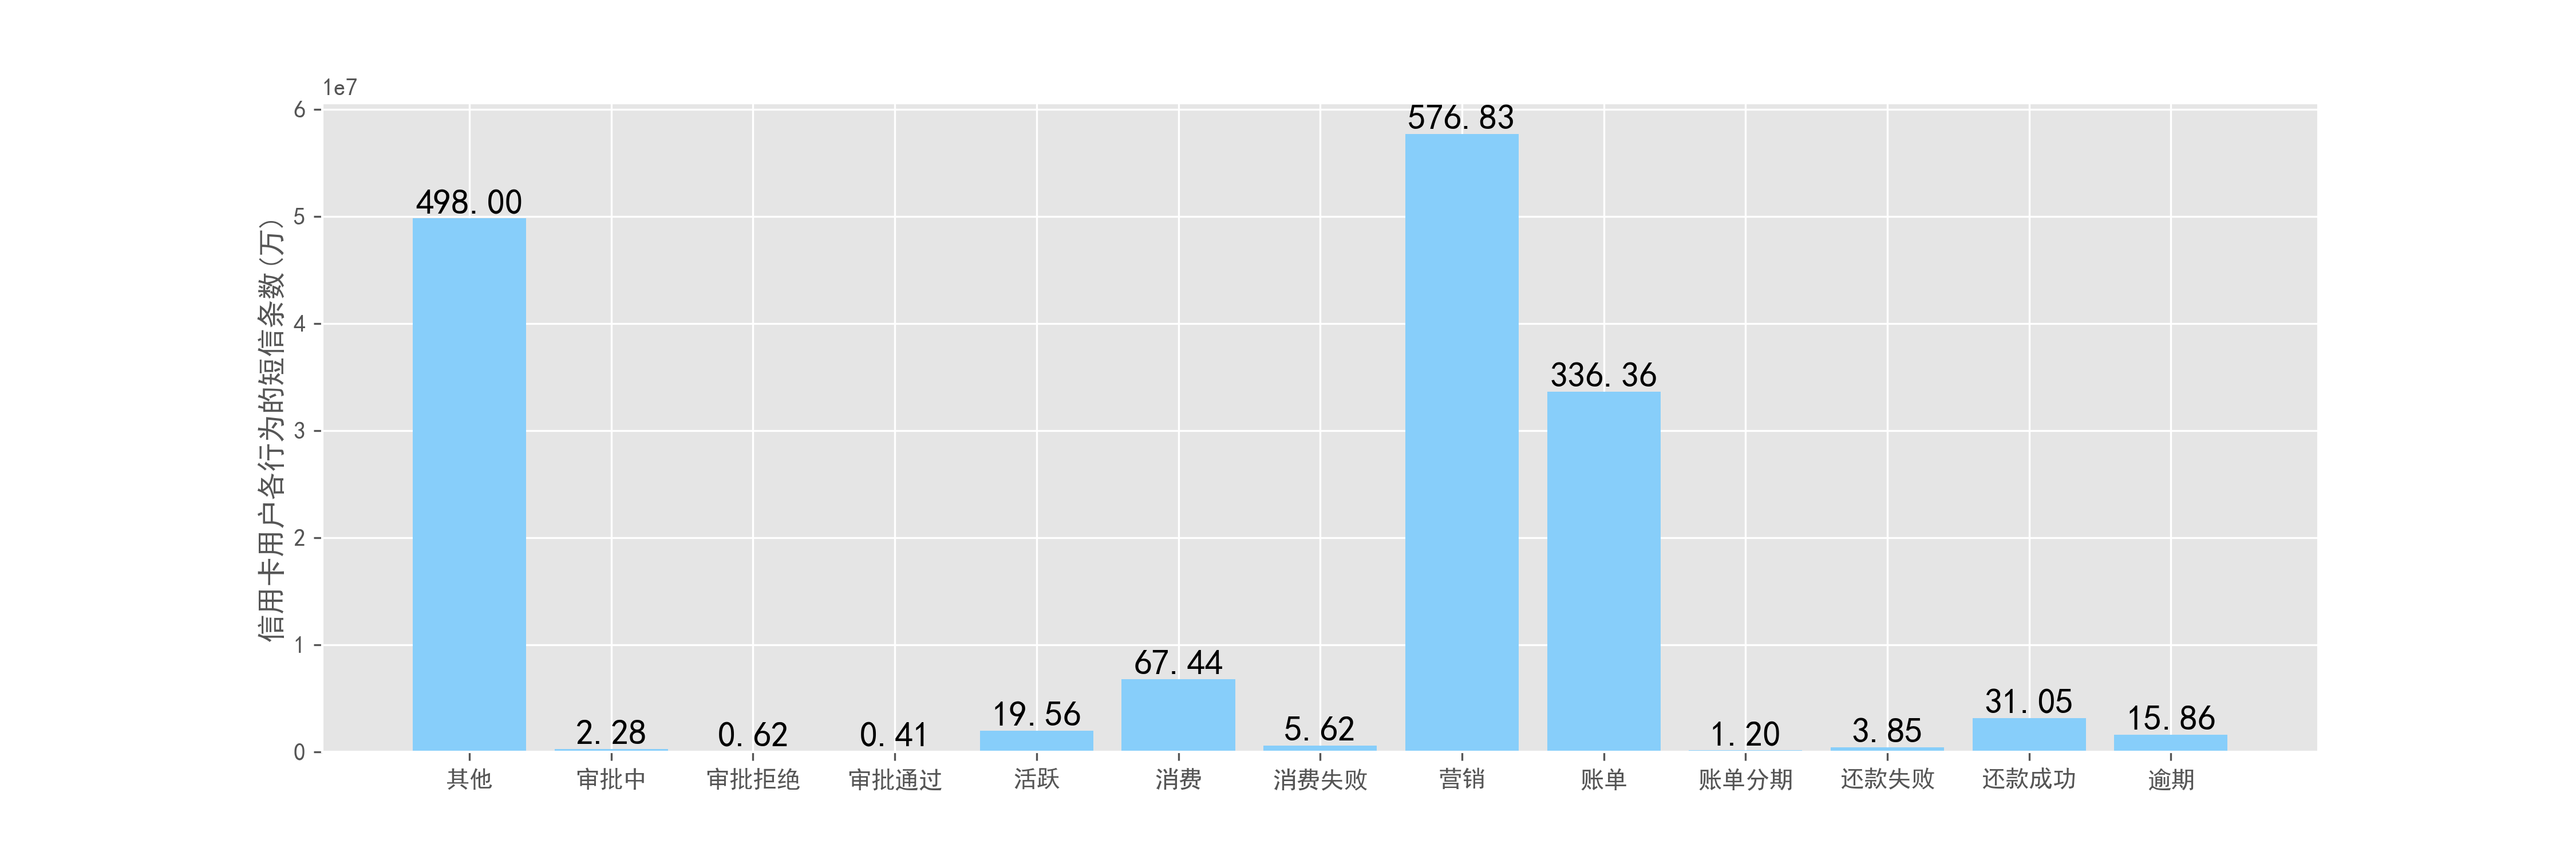 1e7
6
5
4
3
2
1
0
信用卡用户各行为的短信条数(万)
498.00
2.28
0.62
0.41
19.56
67.44
5.62
576.83
336.36
1.20
3.85
31.05
15.86
其他
审批中
审批拒绝
审批通过
活跃
消费
消费失败
营销
账单
账单分期
还款失败
还款成功
逾期